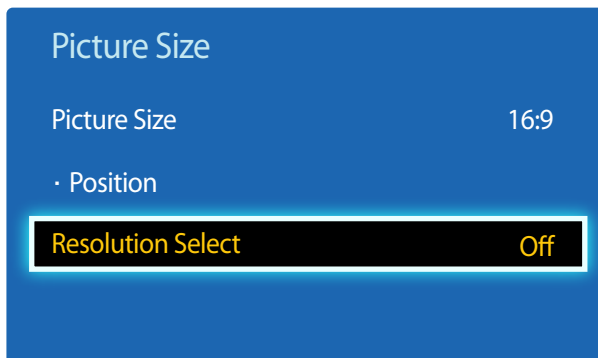 Picture Size
Picture Size 16:9
· Position
Resolution Select Off